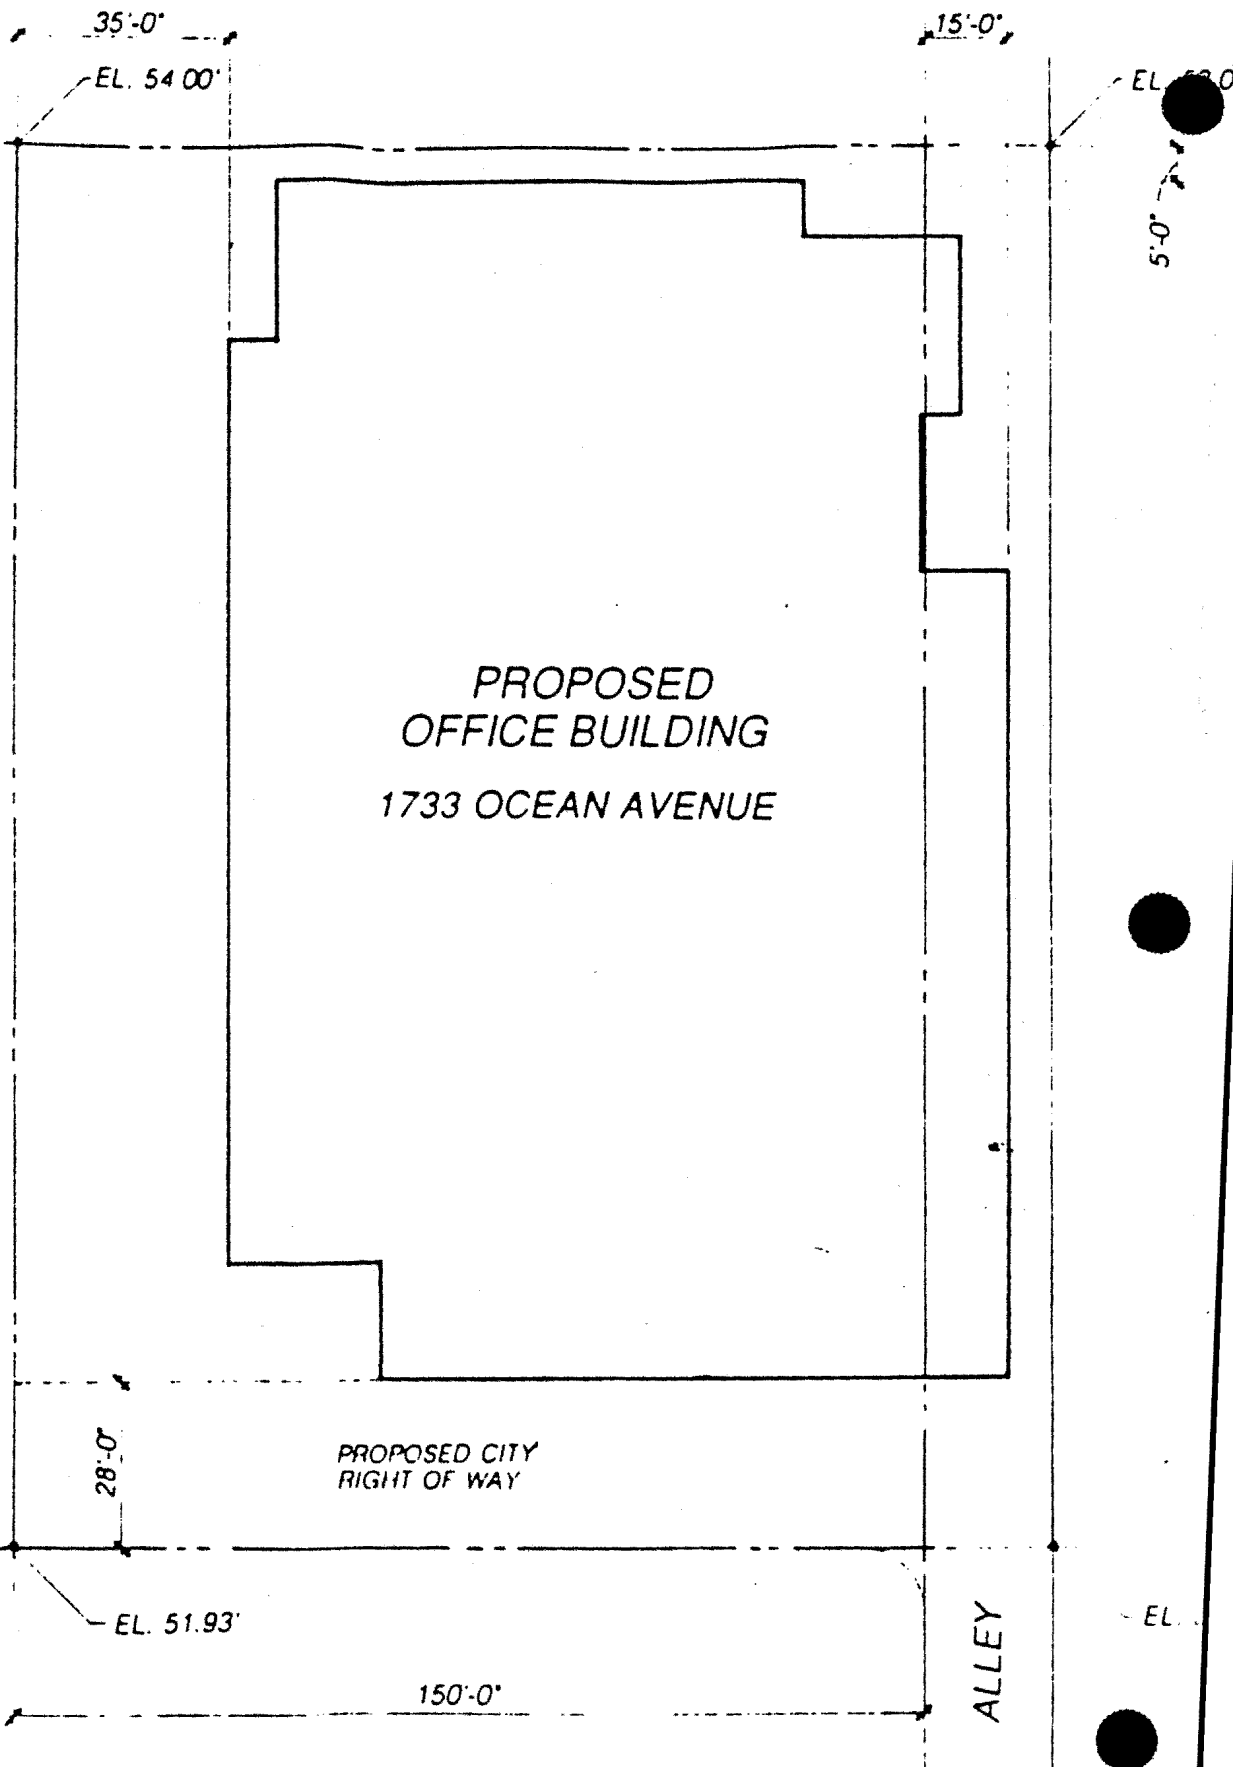 35'-0"
15'-0"
EL. 54 00'
EL.
5'-0"
PROPOSED
OFFICE BUILDING
1733 OCEAN AVENUE
28'-0"
PROPOSED CITY
RIGHT OF WAY
EL. 51.93'
EL.
ALLEY
150'-0"